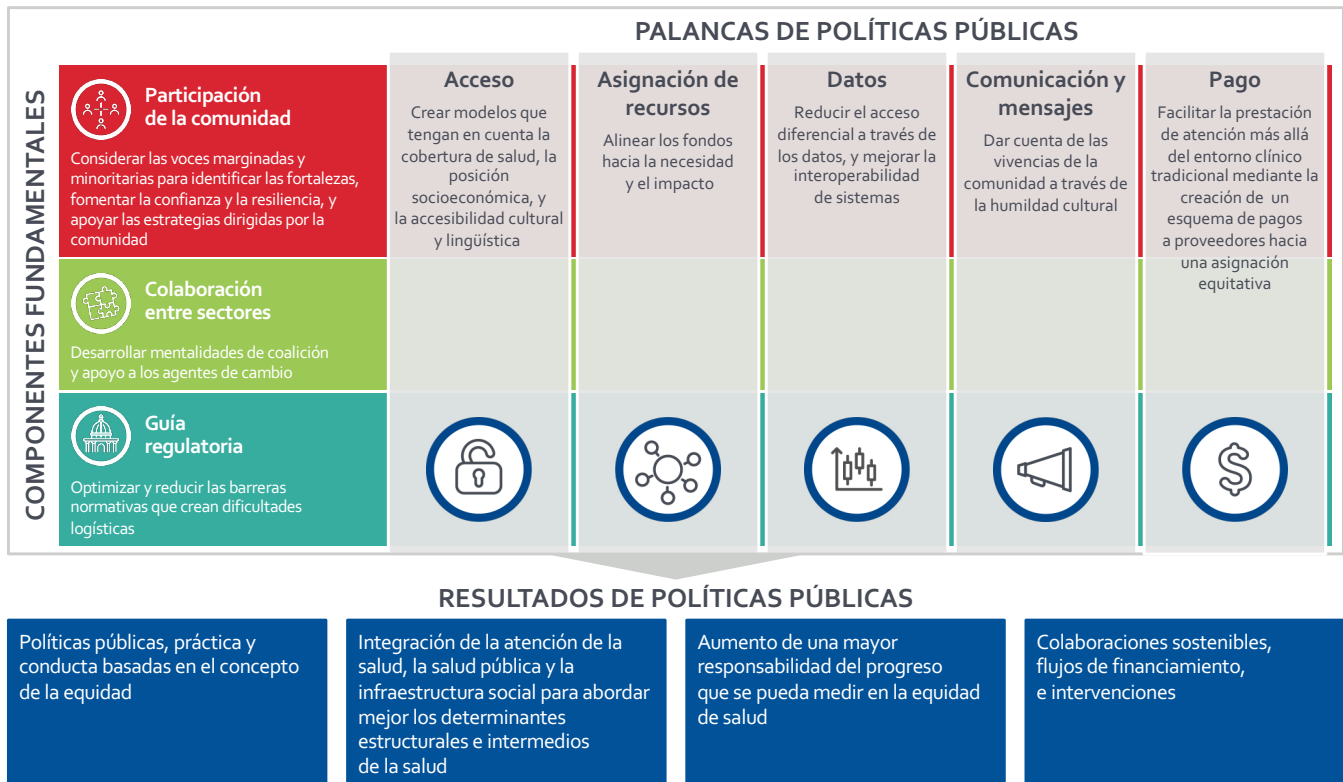 PALANCAS DE POLÍTICAS PÚBLICAS
COMPONENTES FUNDAMENTALES
Participación
de la comunidad
Considerar las voces marginadas y
minoritarias para identificar las fortalezas,
fomentar la confianza y la resiliencia, y
apoyar las estrategias dirigidas por la
comunidad
Colaboración
entre sectores
Desarrollar mentalidades de coalición
y apoyo a los agentes de cambio
Guía
regulatoria
Optimizar y reducir las barreras
normativas que crean dificultades
logísticas
Acceso
Crear modelos que
tengan en cuenta la
cobertura de salud, la
posición
socioeconómica, y
la accesibilidad cultural
y lingüística
Asignación de
recursos
Alinear los fondos
hacia la necesidad
y el impacto
Datos
Reducir el acceso
diferencial a través de
los datos, y mejorar la
interoperabilidad
de sistemas
Comunicación y
mensajes
Dar cuenta de las
vivencias de la
comunidad a través de
la humildad cultural
Pago
Facilitar la prestación
de atención más allá
del entorno clínico
tradicional mediante la
creación de un
esquema de pagos
a proveedores hacia
una asignación
equitativa
RESULTADOS DE POLÍTICAS PÚBLICAS
Políticas públicas, práctica y
conducta basadas en el concepto
de la equidad
Integración de la atención de la
salud, la salud pública y la
infraestructura social para abordar
mejor los determinantes
estructurales e intermedios
de la salud
Aumento de una mayor
responsabilidad del progreso
que se pueda medir en la equidad
de salud
Colaboraciones sostenibles,
flujos de financiamiento,
e intervenciones